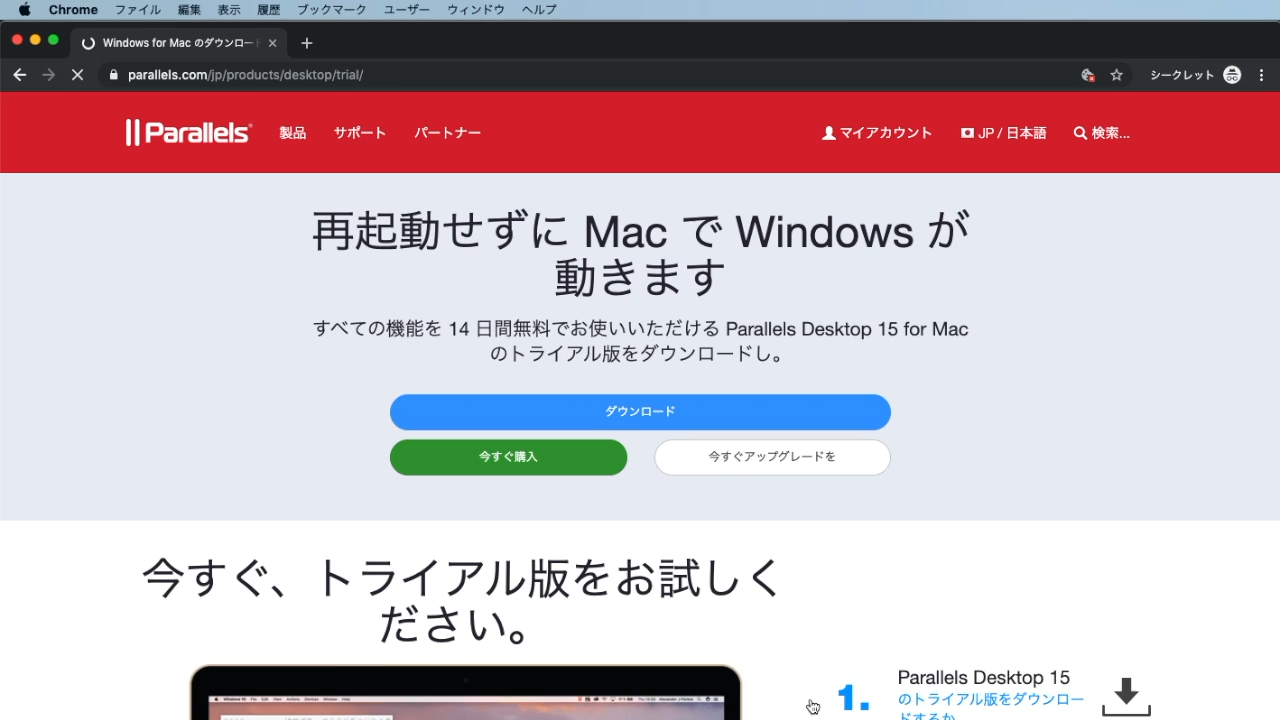 Chrome ファイル 編集 表示 履歴 ブックマーク ユーザー ウィンドウ ヘルプ
Windows for Mac のダウンロー
parallels.com/jp/products/desktop/trial/ シークレット
Parallels 製品 サポート パートナー マイアカウント JP / 日本語 検索...
再起動せずに Mac で Windows が
動きます
すべての機能を 14 日間無料でお使いいただける Parallels Desktop 15 for Mac
のトライアル版をダウンロードし。
ダウンロード
今すぐ購入 今すぐアップグレードを
今すぐ、トライアル版をお試しく
ださい。
1. Parallels Desktop 15
のトライアル版をダウンロー
ドするか